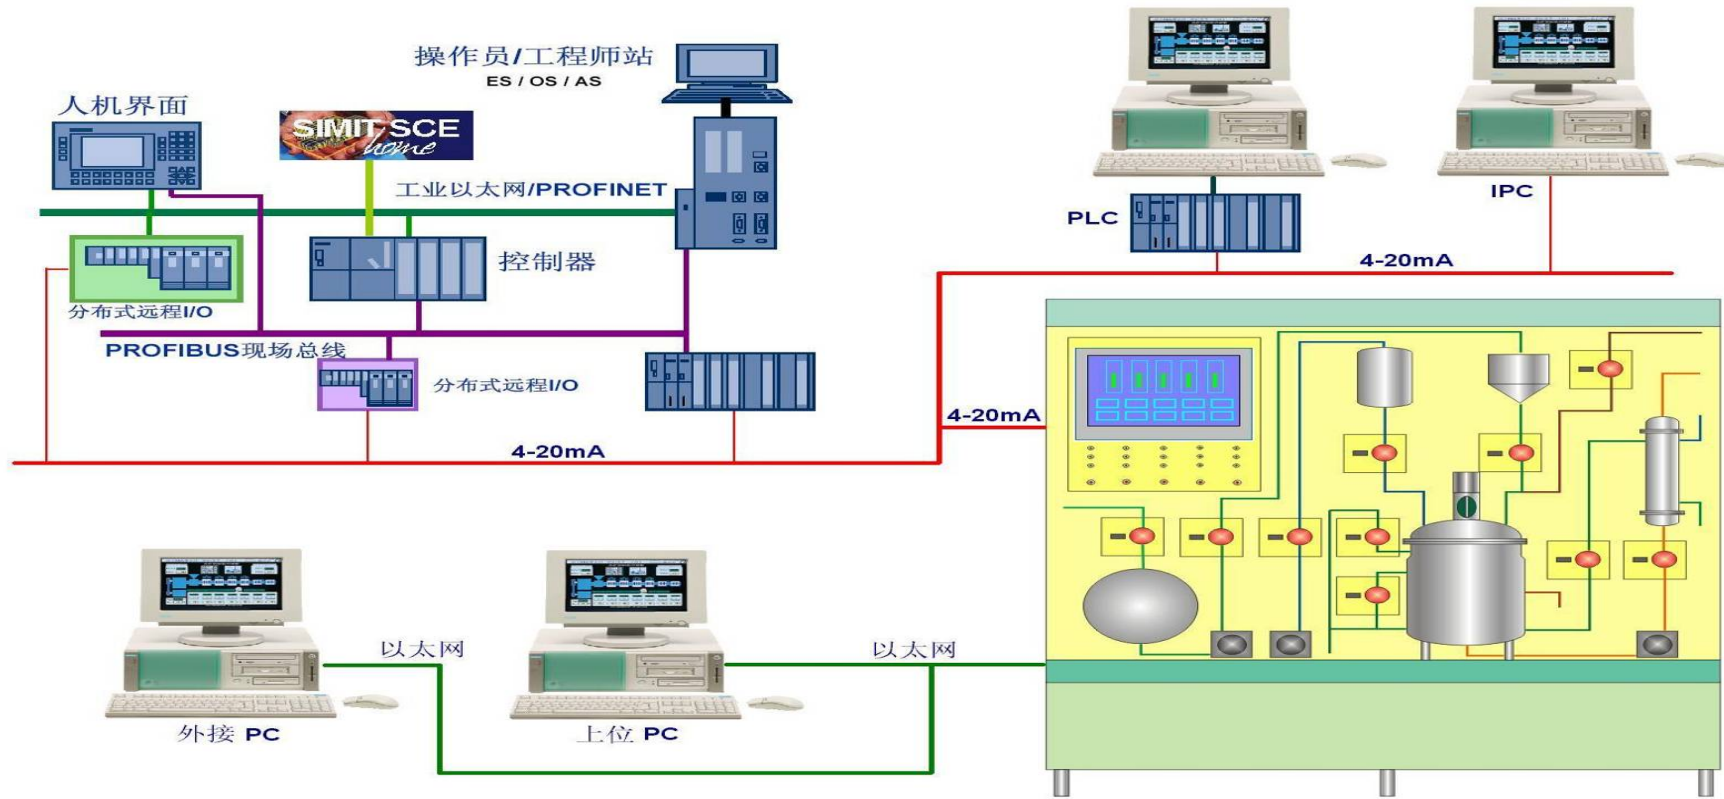 操作员/工程师站
ES / OS / AS
人机界面
SIMIT SCE
home
工业以太网/PROFINET
IPC
PLC
控制器
4-20mA
分布式远程I/O
PROFIBUS现场总线
分布式远程I/O
4-20mA
4-20mA
以太网
以太网
外接 PC
上位 PC